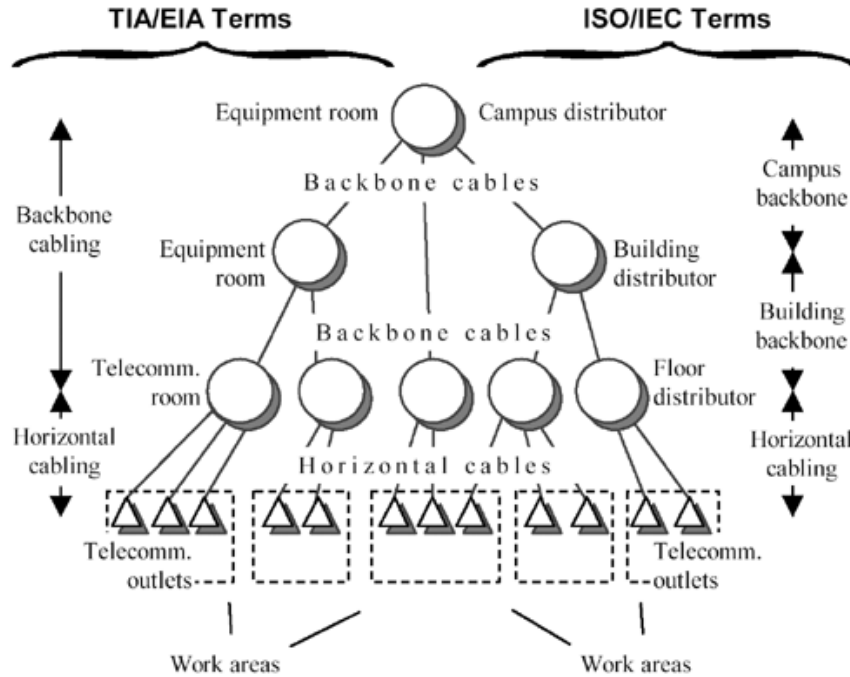 TIA/EIA Terms
ISO/IEC Terms
Equipment room
Campus distributor
Backbone cables
Campus
backbone
Backbone
cabling
Equipment
room
Building
distributor
Building
backbone
Backbone cables
Telecomm.
room
Floor
distributor
Horizontal
cabling
Horizontal cables
Horizontal
cabling
Telecomm.
outlets
Telecomm.
outlets
Work areas
Work areas